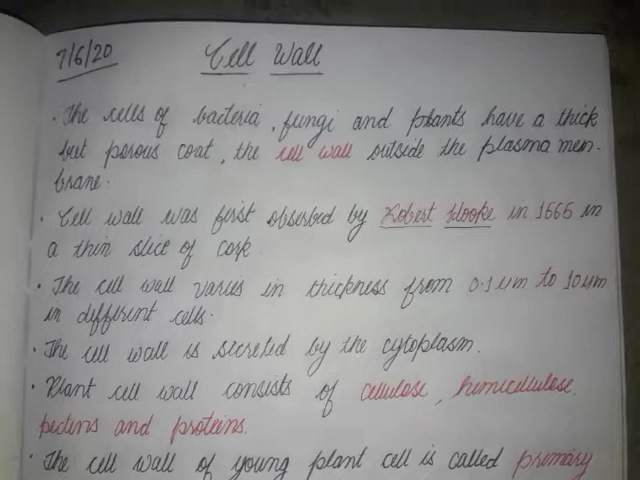 7/6/20
Cell Wall
· The cells of bacteria, fungi and plants have a thick
but porous coat, the cell wall outside the plasma mem-
brane.
· Cell wall was first observed by Robert Hooke in 1665 in
a thin slice of cork
· The cell wall varies in thickness from 0.1 µm to 10 µm
in different cells.
· The cell wall is secreted by the cytoplasm.
· Plant cell wall consists of cellulose, hemicellulose,
pectins and proteins.
· The cell wall of young plant cell is called primary